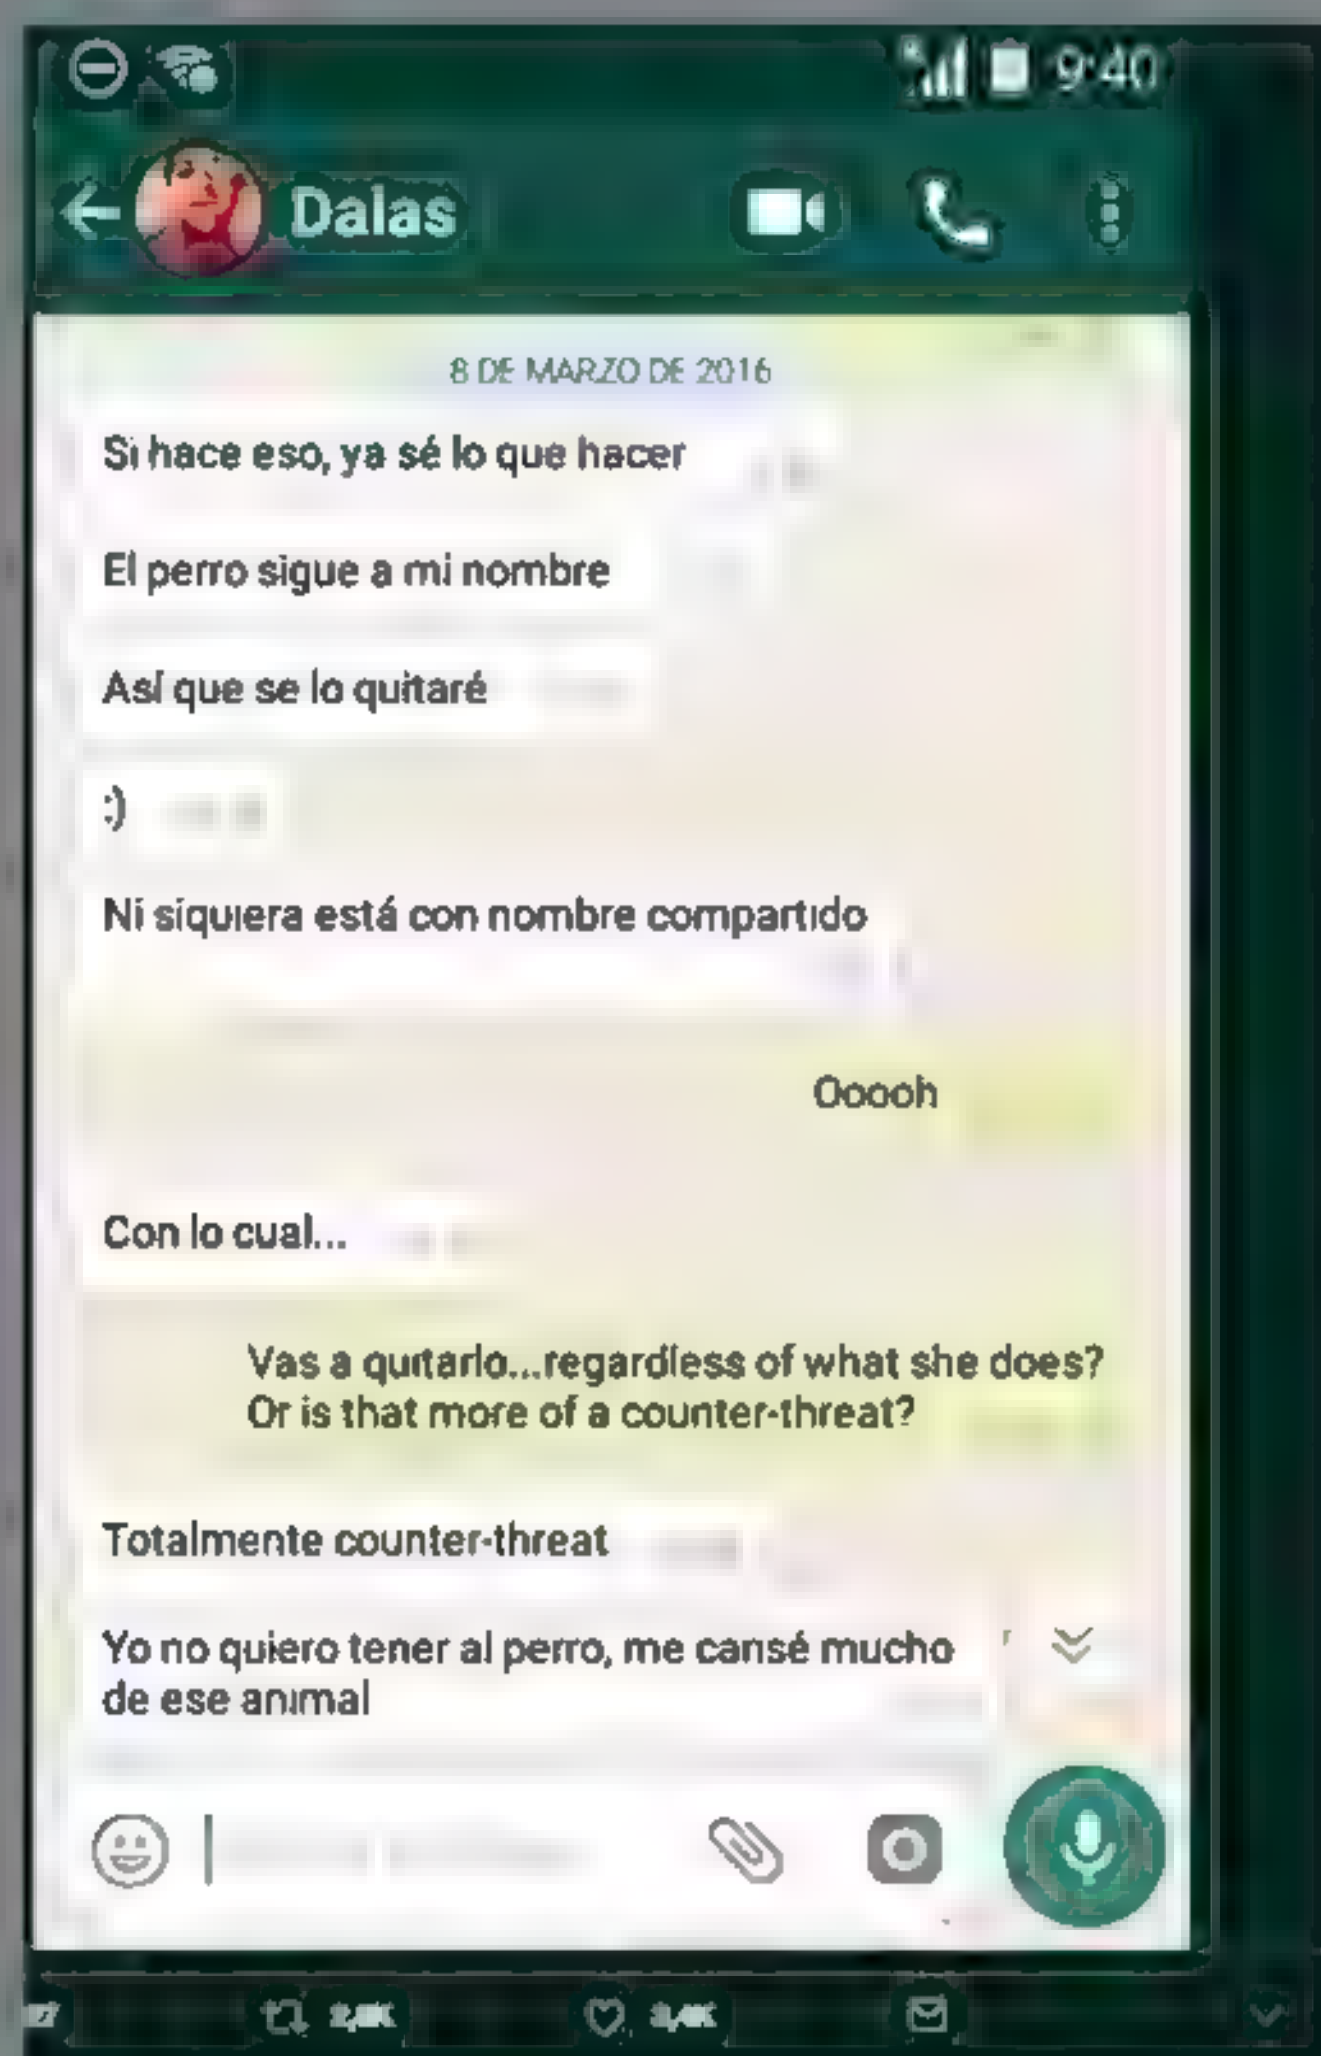 9:40
Dalas
8 DE MARZO DE 2016
Si hace eso, ya sé lo que hacer
El perro sigue a mi nombre
Así que se lo quitaré
:)
Ni siquiera está con nombre compartido
Ooooh
Con lo cual...
Vas a quitarlo...regardless of what she does?
Or is that more of a counter-threat?
Totalmente counter-threat
Yo no quiero tener al perro, me cansé mucho
de ese animal